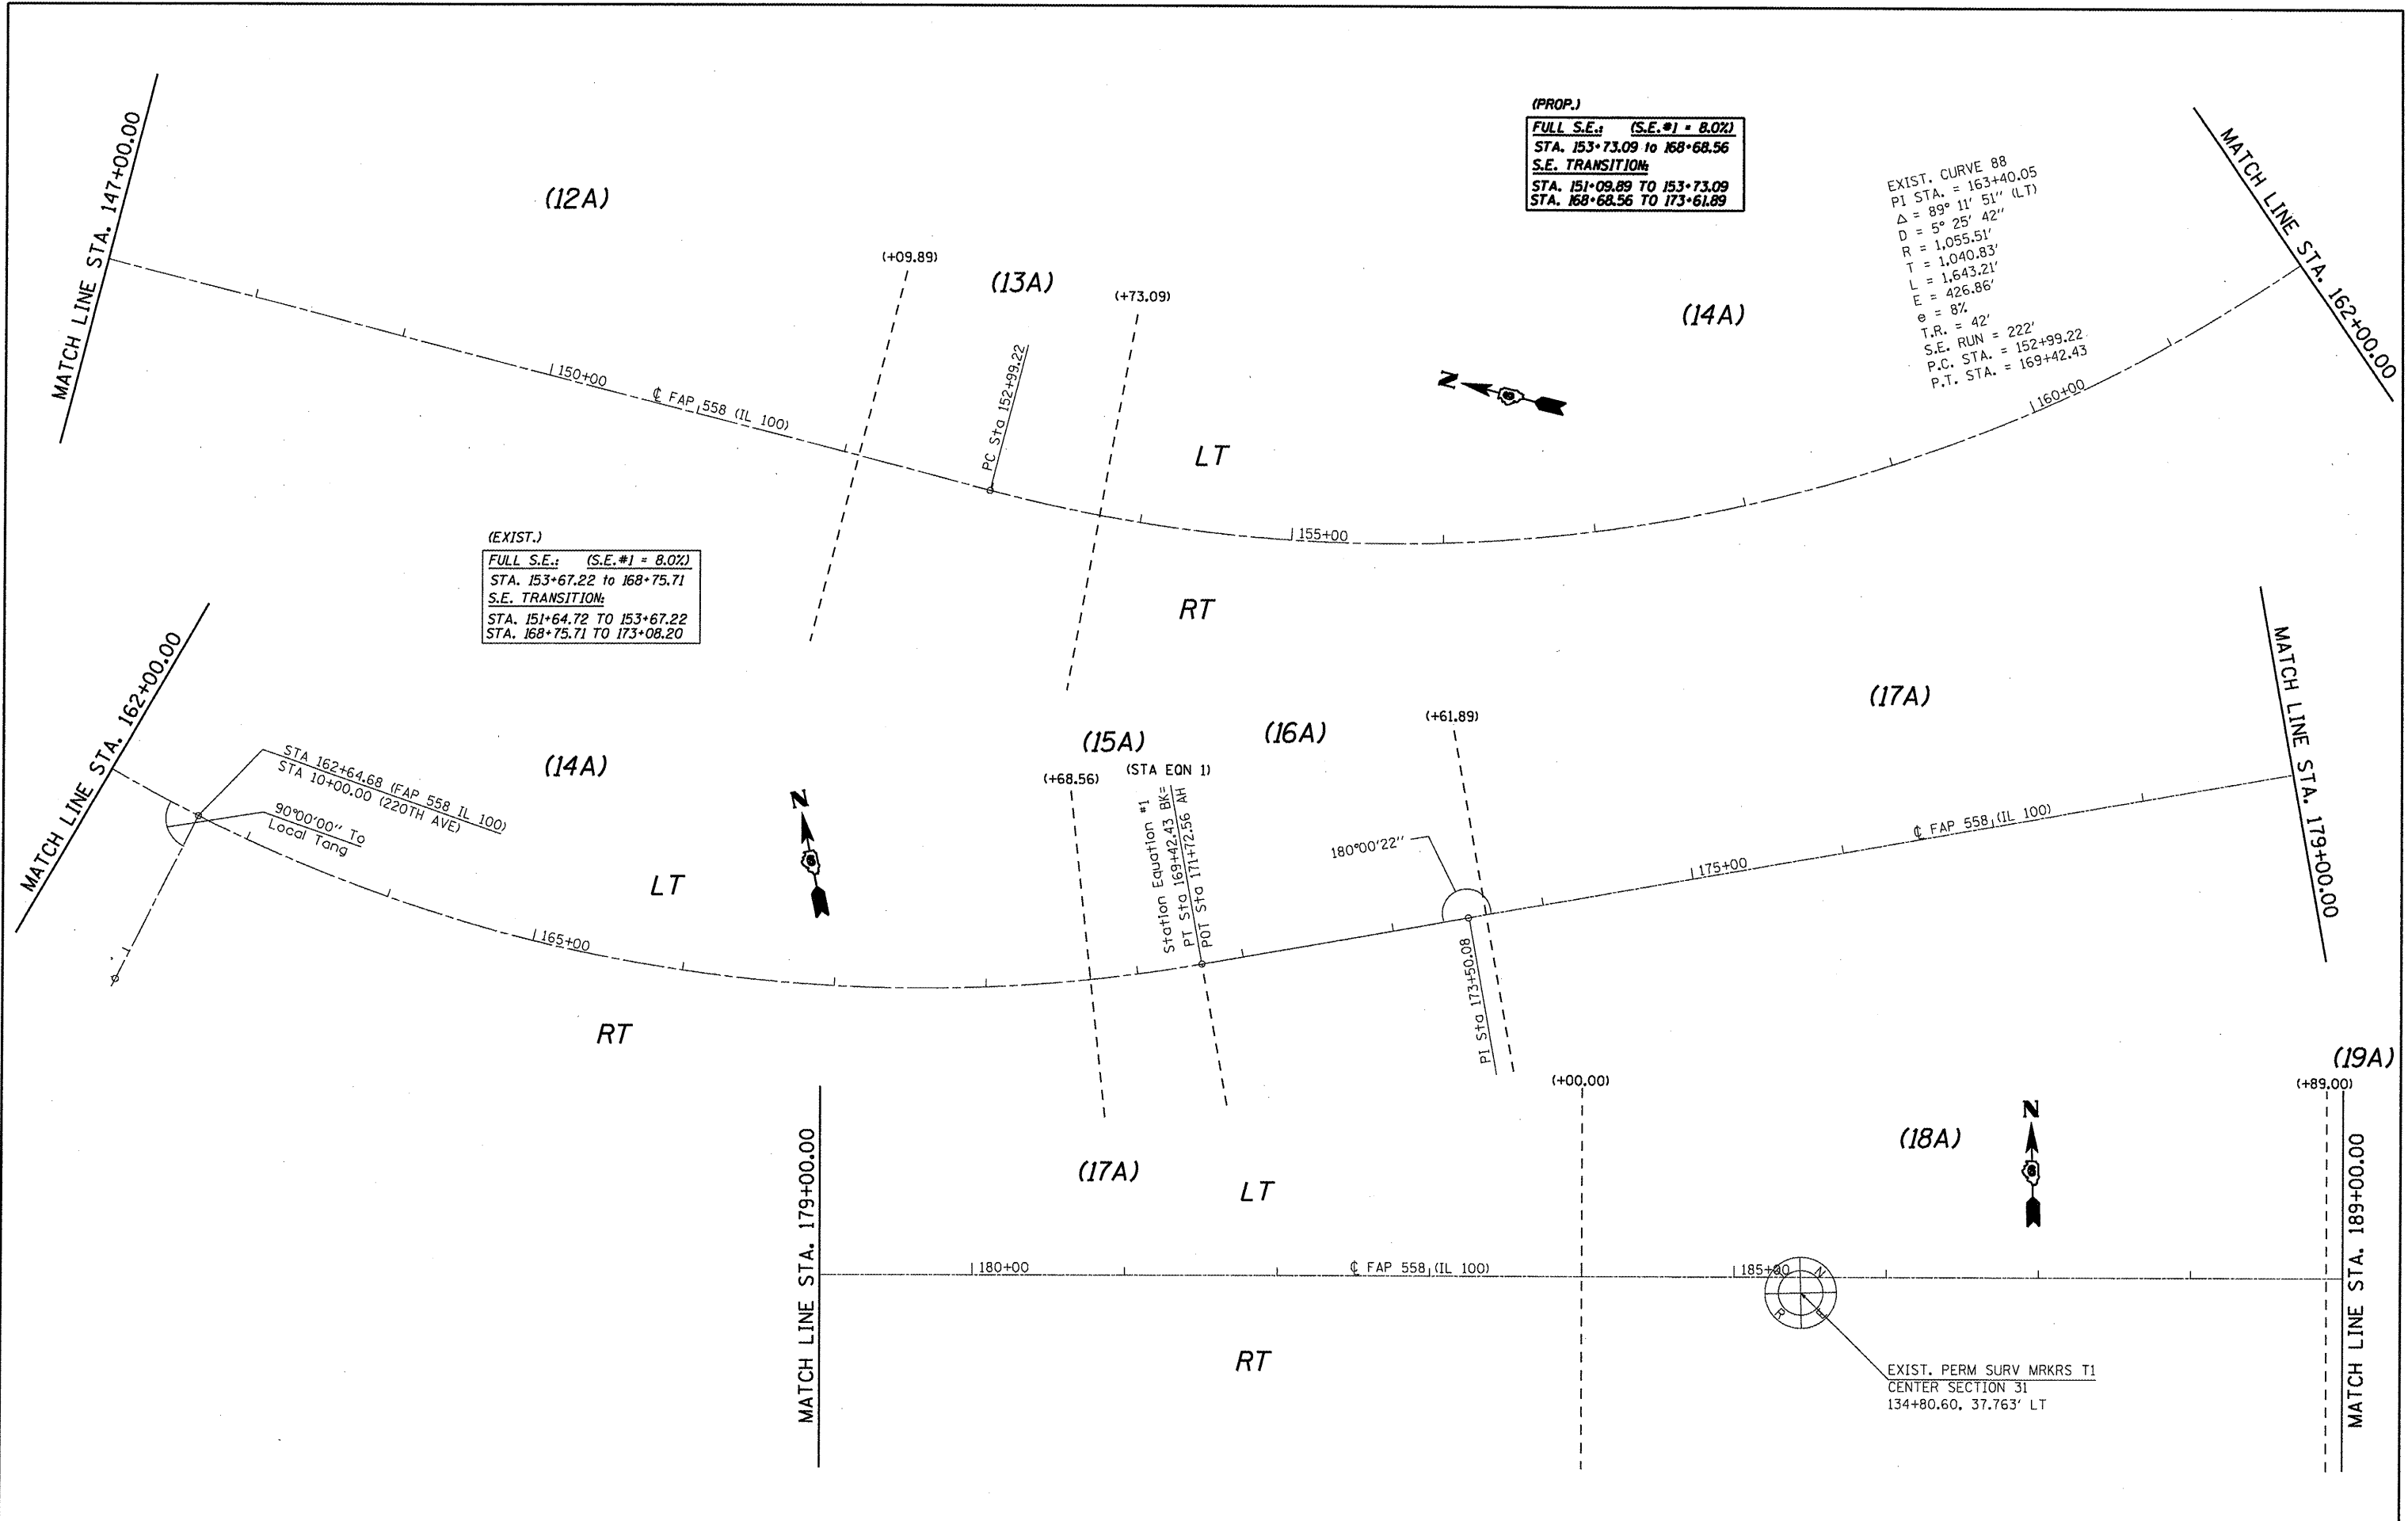 MATCH LINE STA. 147+00.00
(12A)
(+09.89)
(13A)
(+73.09)
(PROP.)
FULL S.E.: (S.E.#1 = 8.0%)
STA. 153+73.09 to 168+68.56
S.E. TRANSITION:
STA. 151+09.89 TO 153+73.09
STA. 168+68.56 TO 173+61.89
(14A)
EXIST. CURVE 88
PI STA. = 163+40.05
Δ = 89° 11' 51" (LT)
D = 5° 25' 42"
R = 1,055.51'
T = 1,040.83'
L = 1,643.21'
E = 426.86'
e = 8%
T.R. = 42'
S.E. RUN = 222'
P.C. STA. = 152+99.22
P.T. STA. = 169+42.43
MATCH LINE STA. 162+00.00
150+00
℄ FAP 558 (IL 100)
PC Sta 152+99.22
N
160+00
LT
155+00
RT
(EXIST.)
FULL S.E.: (S.E.#1 = 8.0%)
STA. 153+67.22 to 168+75.71
S.E. TRANSITION:
STA. 151+64.72 TO 153+67.22
STA. 168+75.71 TO 173+08.20
MATCH LINE STA. 162+00.00
STA 162+64.68 (FAP 558 IL 100)
STA 10+00.00 (220TH AVE)
90°00'00" To
Local Tang
(14A)
N
LT
165+00
RT
(15A)
(+68.56)
(STA EQN 1)
Station Equation #1
PT Sta 169+42.43 BK=
POT Sta 171+72.56 AH
(16A)
(+61.89)
180°00'22"
PI Sta 173+50.08
(17A)
175+00
℄ FAP 558 (IL 100)
MATCH LINE STA. 179+00.00
MATCH LINE STA. 179+00.00
(17A)
LT
180+00
℄ FAP 558 (IL 100)
RT
(+00.00)
(18A)
N
185+00
N
R
EXIST. PERM SURV MRKRS T1
CENTER SECTION 31
134+80.60, 37.763' LT
(19A)
(+89.00)
MATCH LINE STA. 189+00.00